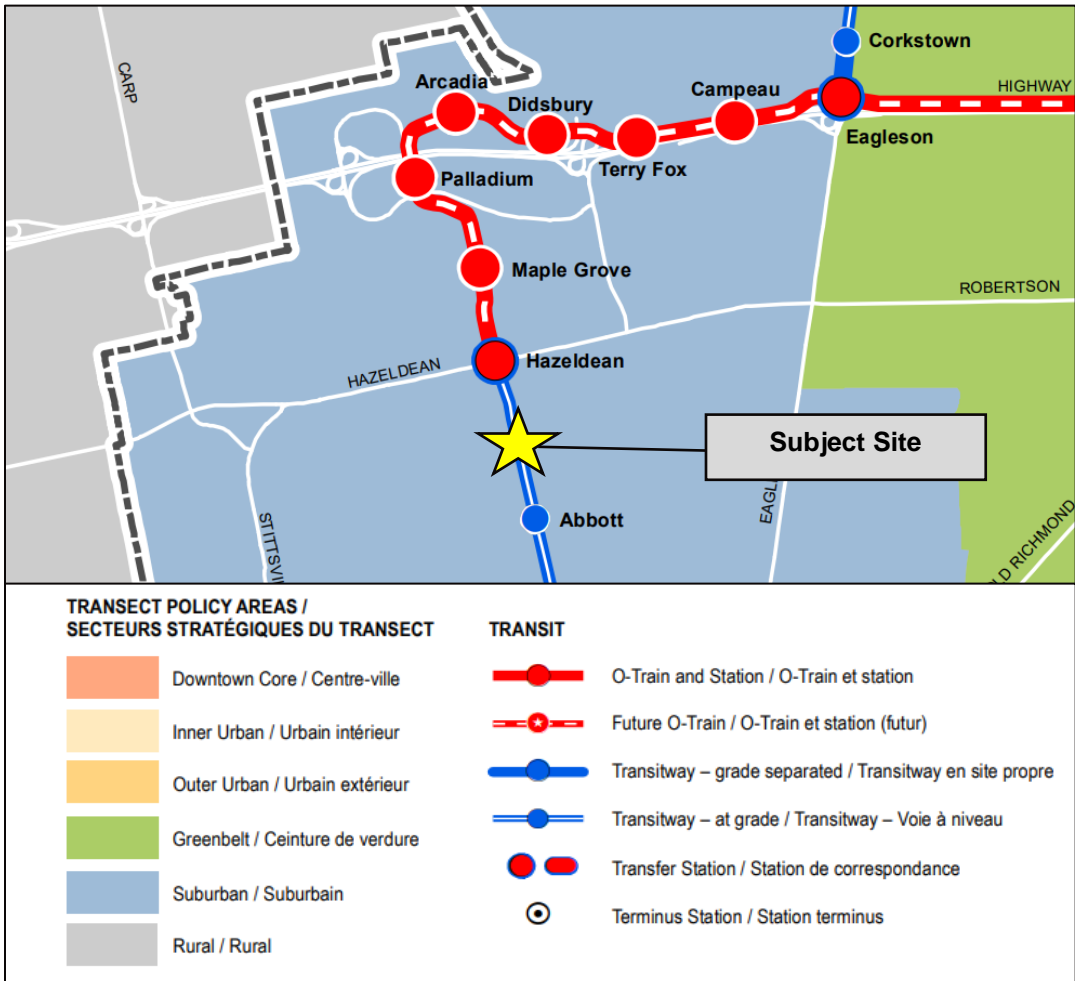 Corkstown
CARP
Arcadia
Didsbury
Campeau
HIGHWAY
Eagleson
Terry Fox
Palladium
Maple Grove
ROBERTSON
HAZELDEAN
Hazeldean
Subject Site
EAGL
Abbott
STITTSVI
LD RICHMOND
TRANSECT POLICY AREAS /
SECTEURS STRATÉGIQUES DU TRANSECT
Downtown Core / Centre-ville
Inner Urban / Urbain intérieur
Outer Urban / Urbain extérieur
Greenbelt / Ceinture de verdure
Suburban / Suburbain
Rural / Rural
TRANSIT
O-Train and Station / O-Train et station
Future O-Train / O-Train et station (futur)
Transitway – grade separated / Transitway en site propre
Transitway – at grade / Transitway – Voie à niveau
Transfer Station / Station de correspondance
Terminus Station / Station terminus